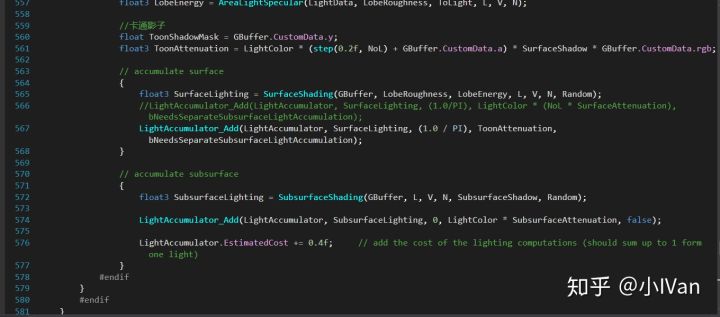 557 float3 LobeEnergy = AreaLightSpecular(LightData, LobeRoughness, ToLight, L, V, N);
558
559 //卡通影子
560 float ToonShadowMask = GBuffer.CustomData.y;
561 float3 ToonAttenuation = LightColor * (step(0.2f, NoL) + GBuffer.CustomData.a) * SurfaceShadow * GBuffer.CustomData.rgb;
562
563 // accumulate surface
564 {
565 float3 SurfaceLighting = SurfaceShading(GBuffer, LobeRoughness, LobeEnergy, L, V, N, Random);
566 //LightAccumulator_Add(LightAccumulator, SurfaceLighting, (1.0/PI), LightColor * (NoL * SurfaceAttenuation),
bNeedsSeparateSubsurfaceLightAccumulation);
567 LightAccumulator_Add(LightAccumulator, SurfaceLighting, (1.0 / PI), ToonAttenuation,
bNeedsSeparateSubsurfaceLightAccumulation);
568 }
569
570 // accumulate subsurface
571 {
572 float3 SubsurfaceLighting = SubsurfaceShading(GBuffer, L, V, N, SubsurfaceShadow, Random);
573
574 LightAccumulator_Add(LightAccumulator, SubsurfaceLighting, 0, LightColor * SubsurfaceAttenuation, false);
575
576 LightAccumulator.EstimatedCost += 0.4f; // add the cost of the lighting computations (should sum up to 1 form
one light)
577 }
578 #endif
579 }
580 #endif
581 }
知乎 @小IVan